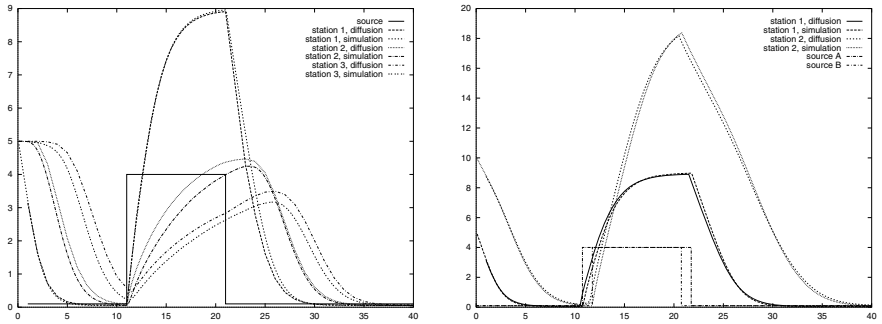 9
8
7
6
5
4
3
2
1
0
0 5 10 15 20 25 30 35 40
source
station 1, diffusion
station 1, simulation
station 2, diffusion
station 2, simulation
station 3, diffusion
station 3, simulation
20
18
16
14
12
10
8
6
4
2
0
0 5 10 15 20 25 30 35 40
station 1, diffusion
station 1, simulation
station 2, diffusion
station 2, simulation
source A
source B